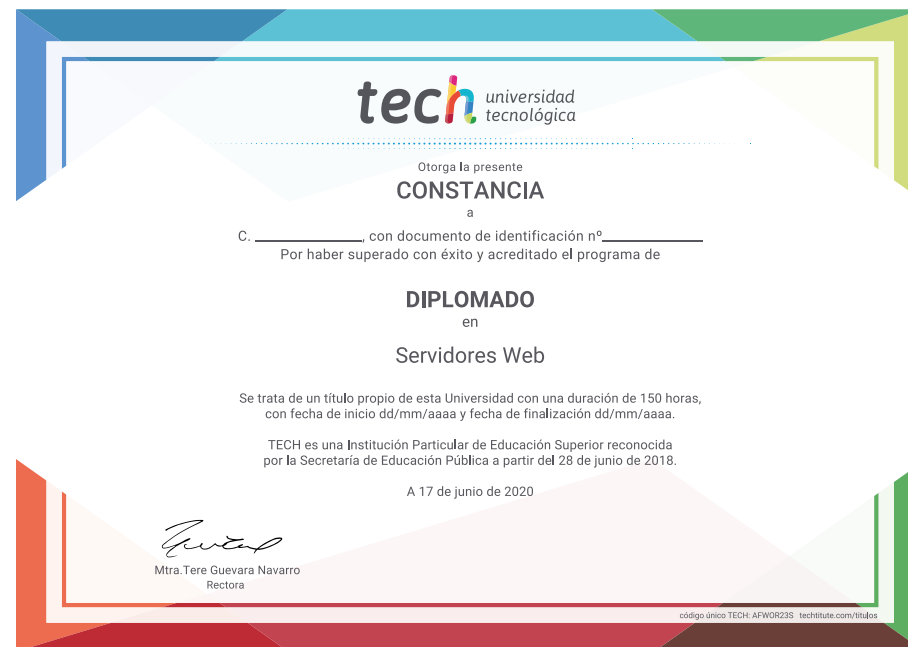 tech universidad
tecnológica
Otorga la presente
CONSTANCIA
a
C. ______________, con documento de identificación nº______________
Por haber superado con éxito y acreditado el programa de
DIPLOMADO
en
Servidores Web
Se trata de un título propio de esta Universidad con una duración de 150 horas,
con fecha de inicio dd/mm/aaaa y fecha de finalización dd/mm/aaaa.
TECH es una Institución Particular de Educación Superior reconocida
por la Secretaría de Educación Pública a partir del 28 de junio de 2018.
A 17 de junio de 2020
Mtra.Tere Guevara Navarro
Rectora
código único TECH: AFWOR23S techtitute.com/titulos